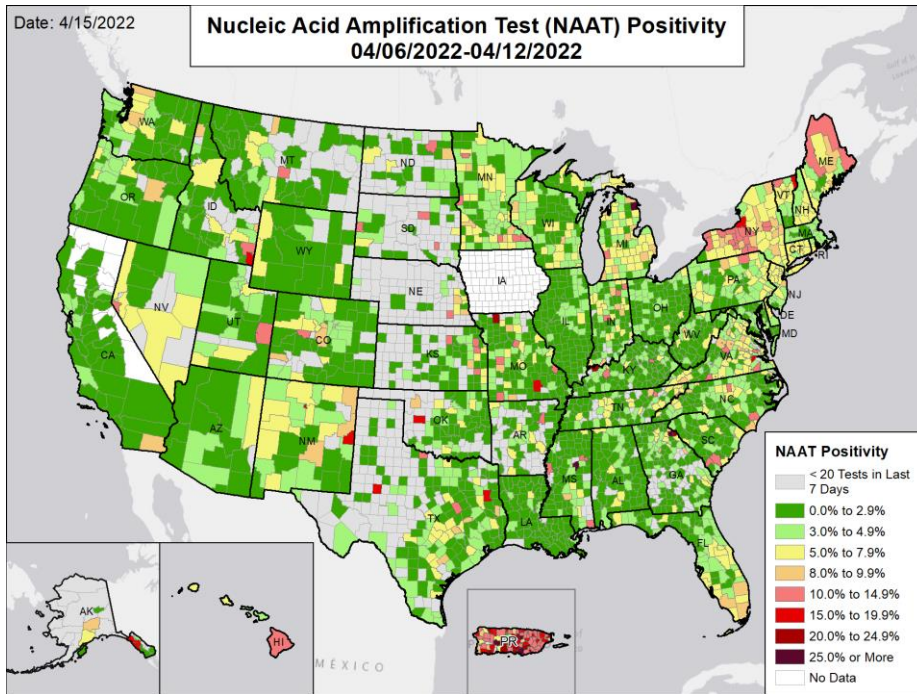 Date: 4/15/2022
Nucleic Acid Amplification Test (NAAT) Positivity
04/06/2022-04/12/2022
WA
MT
ND
MN
ME
OR
ID
SD
WI
VT
NH
WY
MI
NY
MA
CT
RI
NV
NE
IA
PA
NJ
UT
CO
IL
IN
OH
DE
MD
CA
KS
MO
WV
VA
KY
AZ
NM
OK
AR
TN
NC
SC
MS
AL
GA
TX
LA
FL
AK
HI
PR
MÉXICO
NAAT Positivity
< 20 Tests in Last
7 Days
0.0% to 2.9%
3.0% to 4.9%
5.0% to 7.9%
8.0% to 9.9%
10.0% to 14.9%
15.0% to 19.9%
20.0% to 24.9%
25.0% or More
No Data